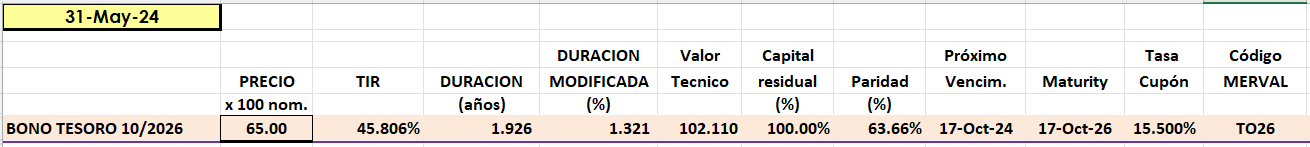 31-May-24
DURACION Valor Capital Próximo Tasa Código
PRECIO TIR DURACION MODIFICADA Tecnico residual Paridad Vencim. Maturity Cupón MERVAL
x 100 nom. (años) (%) (%) (%)
BONO TESORO 10/2026 65.00 45.806% 1.926 1.321 102.110 100.00% 63.66% 17-Oct-24 17-Oct-26 15.500% TO26